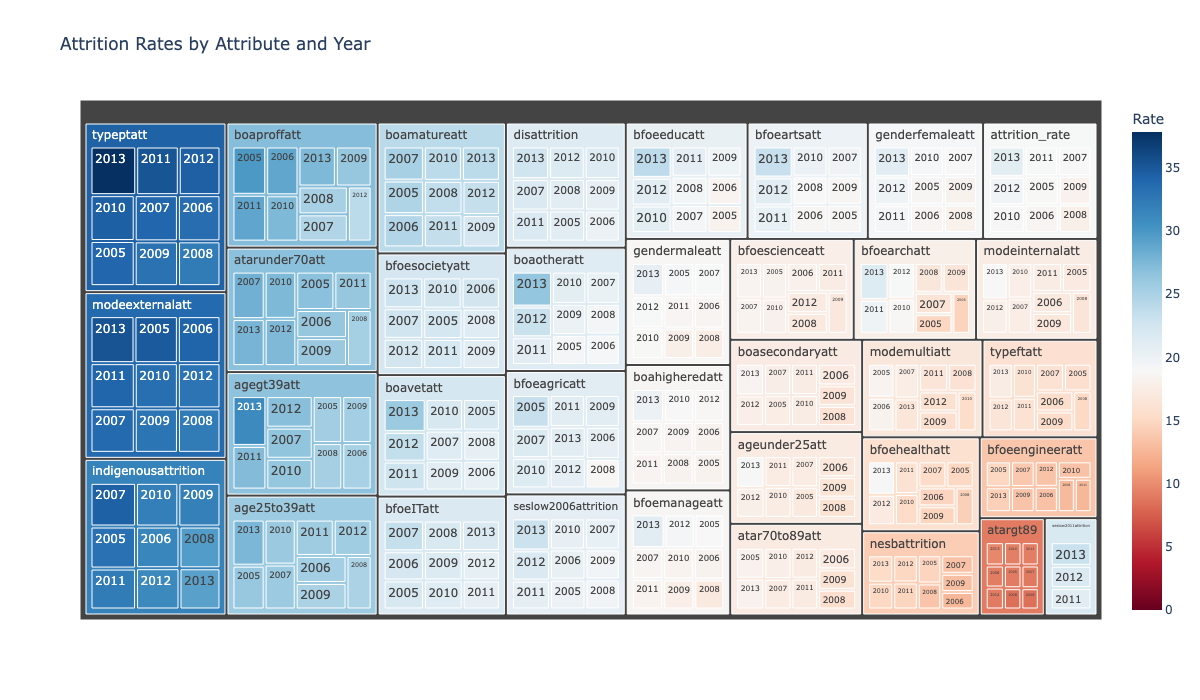 Attrition Rates by Attribute and Year
Rate
typeptatt
2013 2011 2012
2010 2007 2006
2005 2009 2008
modeexternalatt
2013 2005 2006
2011 2010 2012
2007 2009 2008
indigenousattrition
2007 2010 2009
2005 2006 2008
2011 2012 2013
boaproffatt
2005 2006 2013 2009
2011 2010 2008 2012
2007
atarunder70att
2007 2010 2005 2011
2013 2012 2006 2008
2009
agegt39att
2013 2012 2005 2009
2007
2011 2010 2008 2006
age25to39att
2013 2010 2011 2012
2005 2007 2006 2008
2009
boamatureatt
2007 2010 2013
2005 2008 2012
2006 2011 2009
bfoesocietyatt
2013 2010 2006
2007 2005 2008
2012 2011 2009
boavetatt
2013 2010 2005
2012 2007 2008
2011 2009 2006
bfoeITatt
2007 2008 2013
2006 2009 2012
2005 2010 2011
disattrition
2013 2012 2010
2007 2008 2009
2011 2005 2006
boaotheratt
2013 2010 2007
2012 2009 2008
2011 2005 2006
bfoeagricatt
2005 2011 2009
2007 2013 2006
2010 2012 2008
seslow2006attrition
2013 2010 2007
2012 2006 2009
2011 2005 2008
bfoeeducatt
2013 2011 2009
2012 2008 2006
2010 2007 2005
bfoeartsatt
2013 2010 2007
2012 2008 2009
2011 2006 2005
genderfemaleatt
2013 2010 2007
2012 2005 2009
2011 2006 2008
attrition_rate
2013 2011 2007
2012 2005 2009
2010 2006 2008
gendermaleatt
2013 2005 2007
2012 2011 2006
2010 2009 2008
boahigheredatt
2013 2010 2012
2007 2009 2006
2011 2008 2005
bfoemanageatt
2013 2012 2005
2007 2010 2006
2011 2009 2008
bfoescienceatt
2013 2005 2006 2011
2007 2010 2012 2009
2008
bfoearchatt
2013 2012 2008 2009
2011 2010 2007
2005
modeinternalatt
2013 2010 2011 2005
2012 2007 2006 2008
2009
boasecondaryatt
2013 2007 2011 2006
2009
2012 2005 2010 2008
modemultiatt
2005 2007 2011 2008
2006 2013 2012 2010
2009
typeftatt
2013 2010 2007 2005
2012 2011 2006 2008
2009
ageunder25att
2013 2011 2007 2006
2009
2012 2010 2005 2008
bfoehealthatt
2013 2011 2007 2005
2012 2010 2006 2008
2009
bfoeengineeratt
2005 2007 2012 2010
2013 2009 2006
atar70to89att
2005 2010 2012 2006
2009
2013 2007 2011 2008
nesbattrition
2013 2012 2005 2007
2009
2010 2011 2008 2006
atargt89
seslow2011attrition
2013
2012
2011
35
30
25
20
15
10
5
0